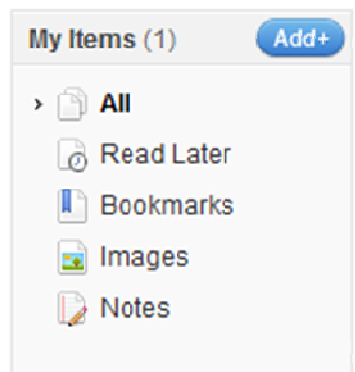 My Items (1) Add+
› All
Read Later
Bookmarks
Images
Notes